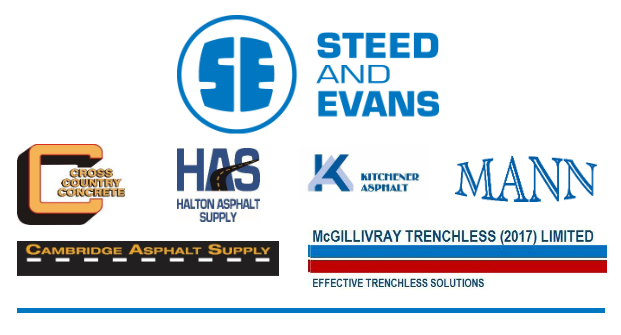 SE
STEED
AND
EVANS
C
CROSS
COUNTRY
CONCRETE
HAS
HALTON ASPHALT
SUPPLY
KA
KITCHENER
ASPHALT
MANN
CAMBRIDGE ASPHALT SUPPLY
McGILLIVRAY TRENCHLESS (2017) LIMITED
EFFECTIVE TRENCHLESS SOLUTIONS